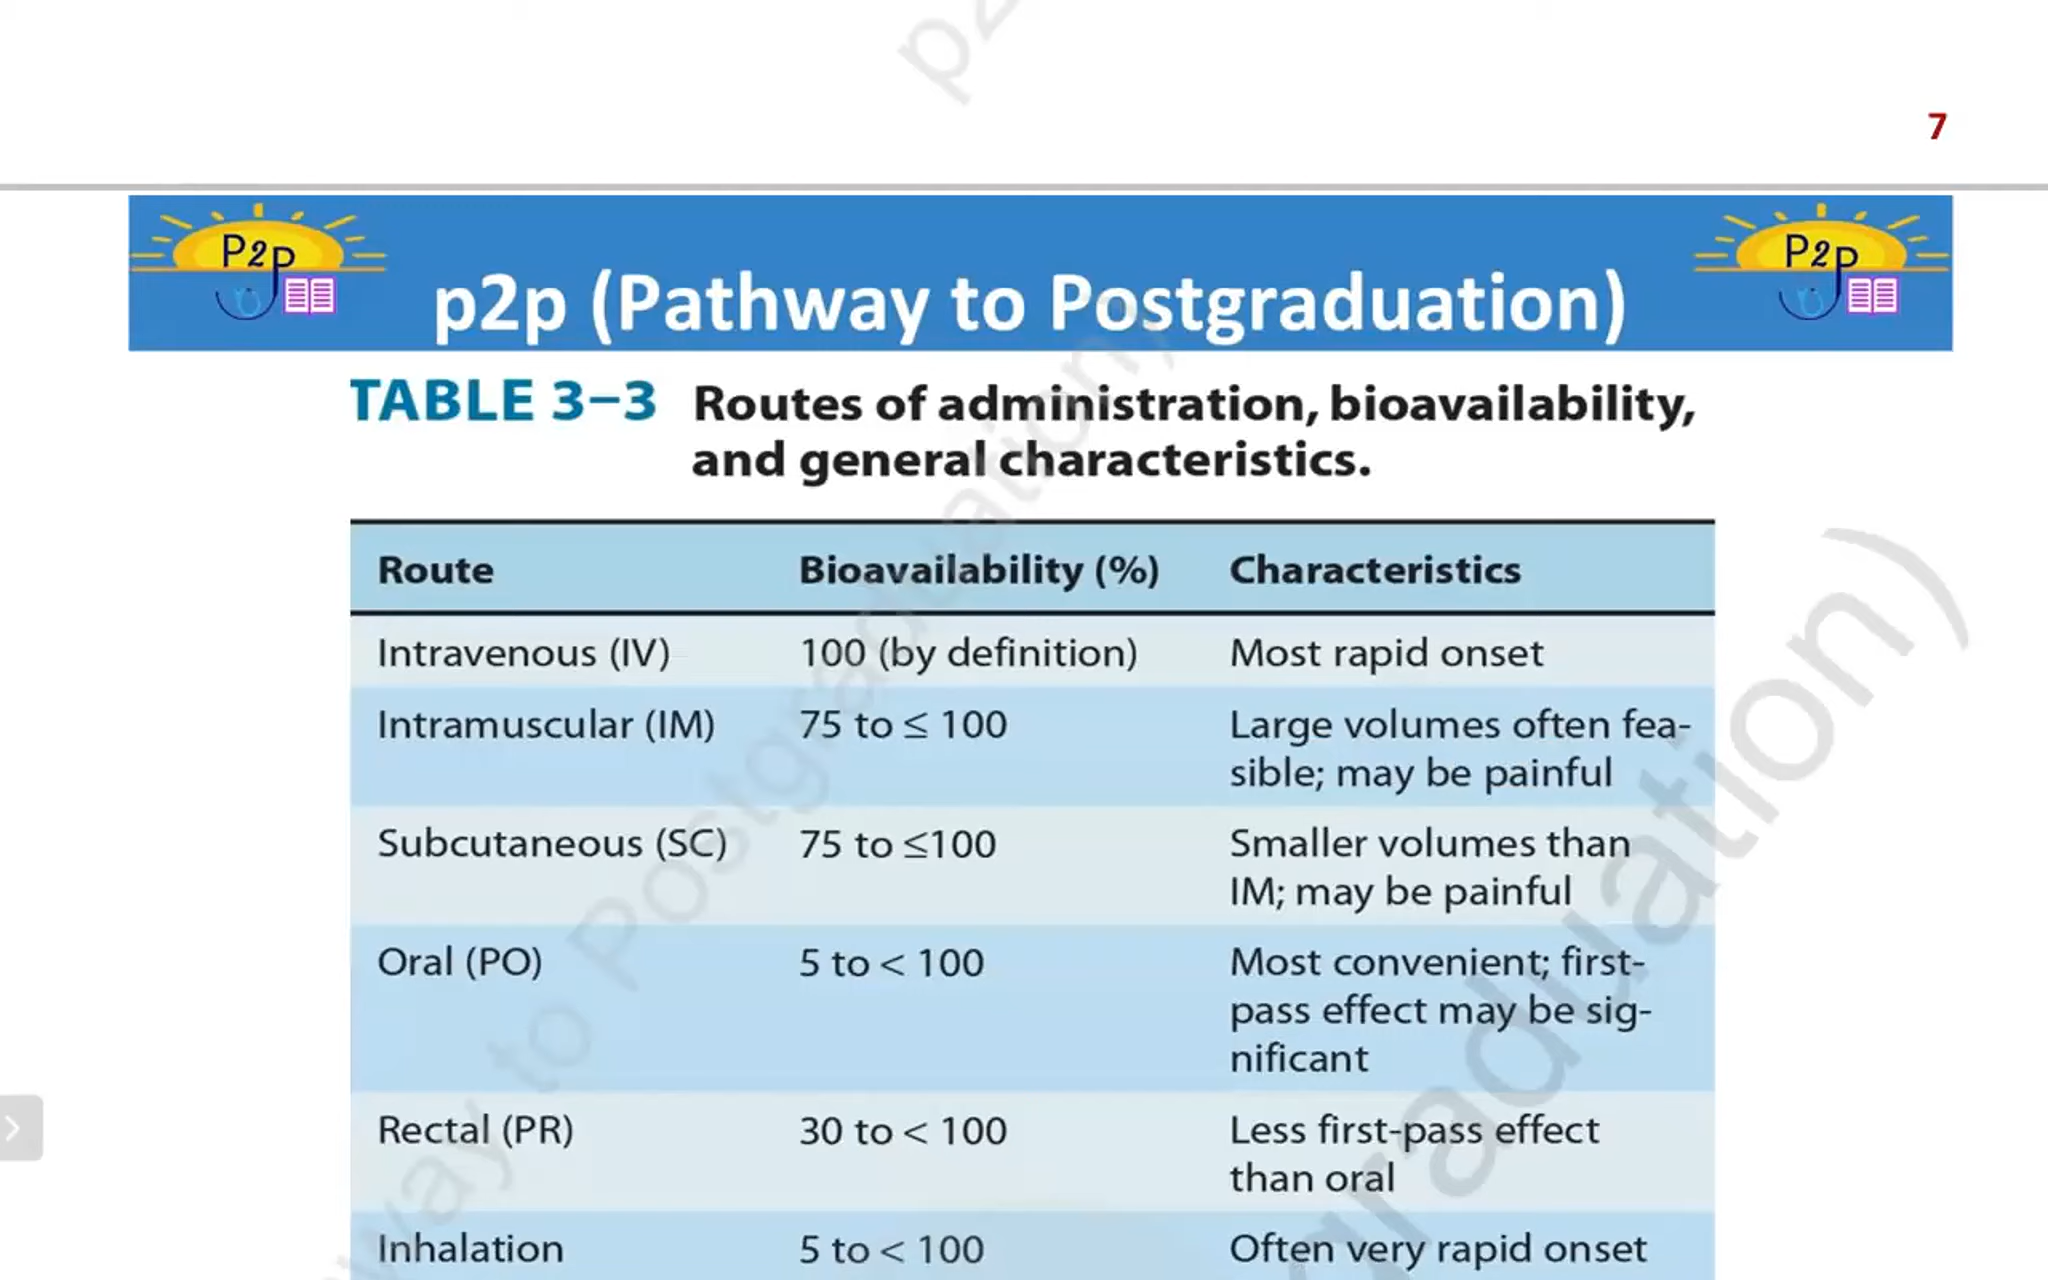 7
P2P
p2p (Pathway to Postgraduation)
P2P
TABLE 3–3 Routes of administration, bioavailability,
and general characteristics.
Route Bioavailability (%) Characteristics
Intravenous (IV) 100 (by definition) Most rapid onset
Intramuscular (IM) 75 to ≤ 100 Large volumes often fea-
sible; may be painful
Subcutaneous (SC) 75 to ≤100 Smaller volumes than
IM; may be painful
Oral (PO) 5 to < 100 Most convenient; first-
pass effect may be sig-
nificant
Rectal (PR) 30 to < 100 Less first-pass effect
than oral
Inhalation 5 to < 100 Often very rapid onset
way to Postgraduation)
graduation)